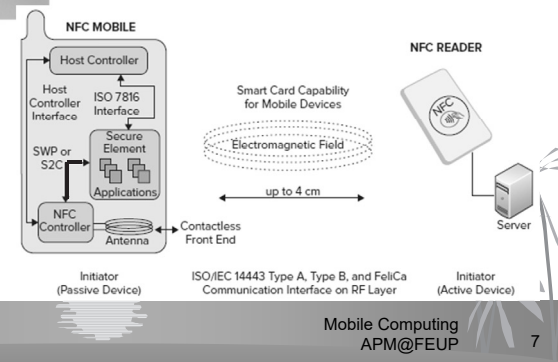 NFC MOBILE
Host Controller
Host
Controller
Interface
ISO 7816
Interface
SWP or
S2C
Secure
Element
Applications
NFC
Controller
Antenna
Contactless
Front End
Initiator
(Passive Device)
Smart Card Capability
for Mobile Devices
Electromagnetic Field
up to 4 cm
ISO/IEC 14443 Type A, Type B, and FeliCa
Communication Interface on RF Layer
NFC READER
NFC
Server
Initiator
(Active Device)
Mobile Computing
APM@FEUP
7